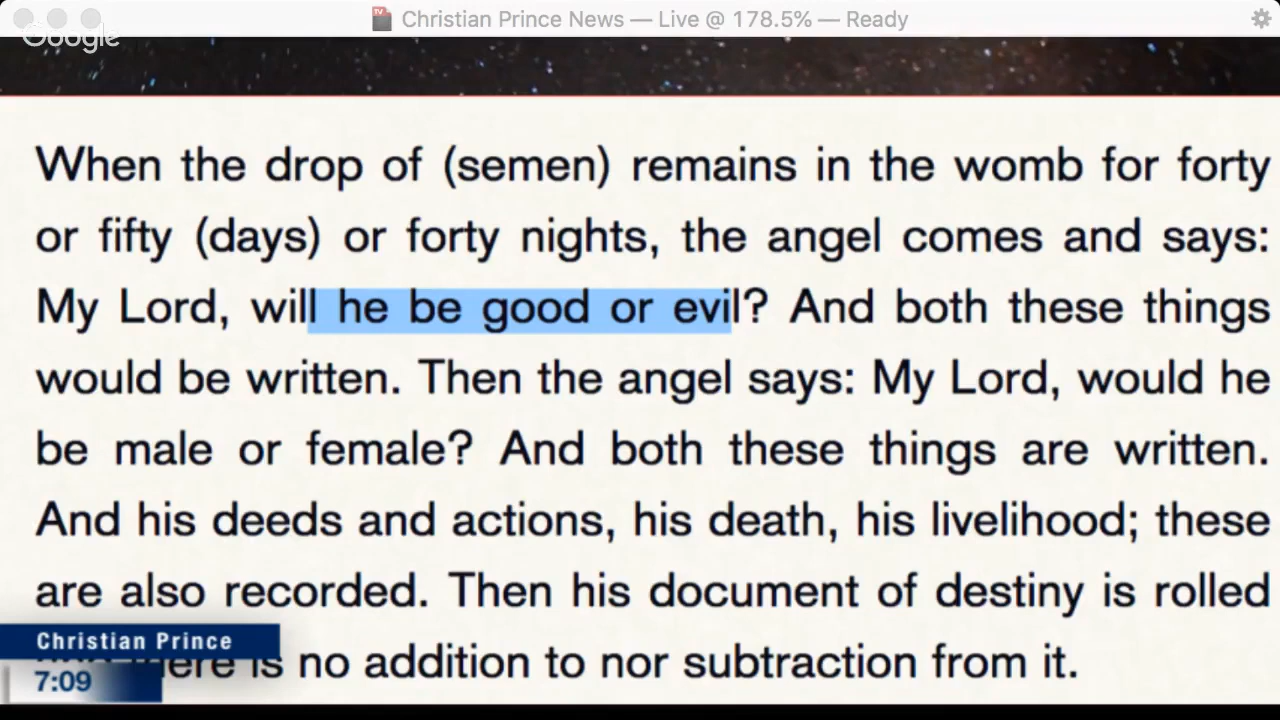 Christian Prince News — Live @ 178.5% — Ready
Google
When the drop of (semen) remains in the womb for forty
or fifty (days) or forty nights, the angel comes and says:
My Lord, will he be good or evil? And both these things
would be written. Then the angel says: My Lord, would he
be male or female? And both these things are written.
And his deeds and actions, his death, his livelihood; these
are also recorded. Then his document of destiny is rolled
is no addition to nor subtraction from it.
Christian Prince
7:09